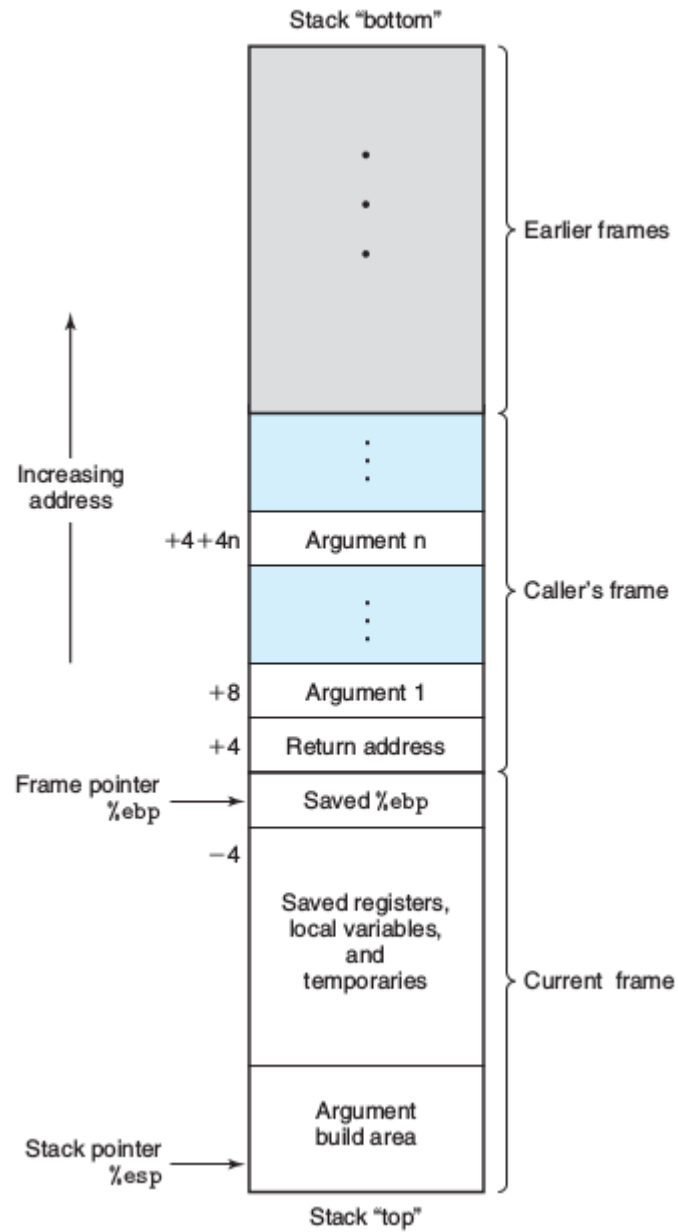 Stack “bottom”
Earlier frames
Increasing
address
+4+4n
Argument n
Caller’s frame
+8
Argument 1
+4
Return address
Frame pointer
%ebp
Saved %ebp
−4
Saved registers,
local variables,
and
temporaries
Current frame
Argument
build area
Stack pointer
%esp
Stack “top”